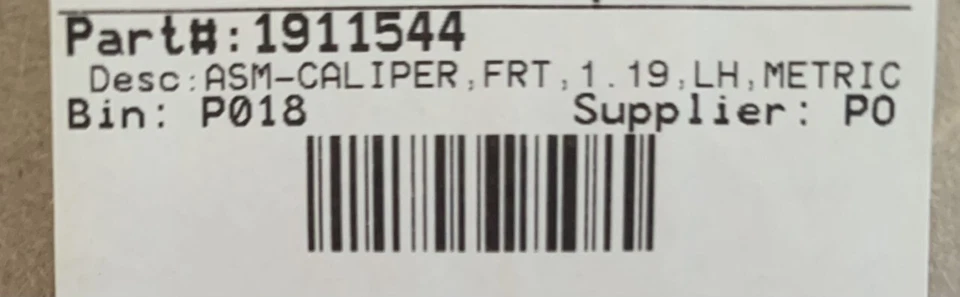 Part#:1911544
Desc:ASM-CALIPER,FRT,1.19,LH,METRIC
Bin: P018 Supplier: PO